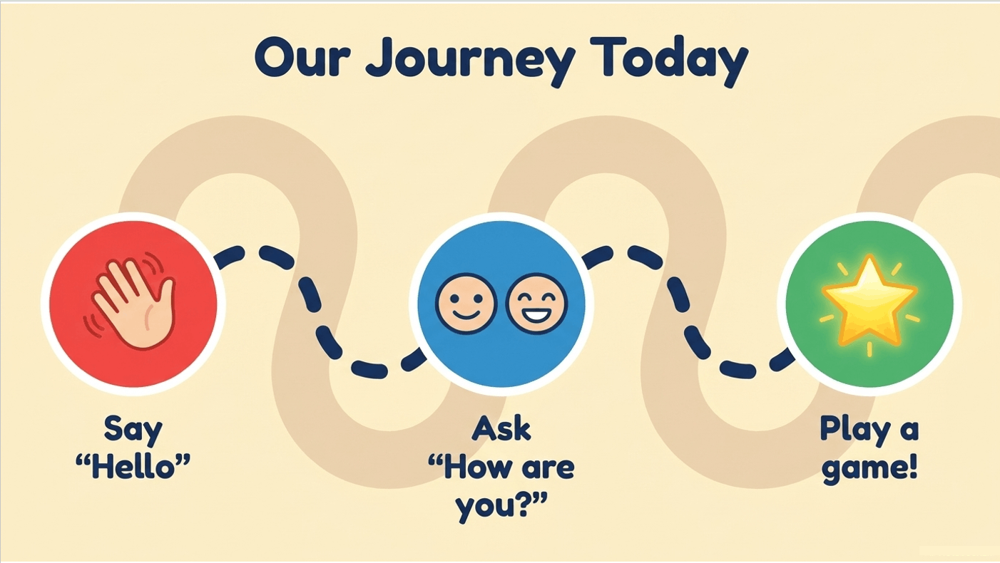 Our Journey Today
Say
“Hello”
Ask
“How are
you?”
Play a
game!